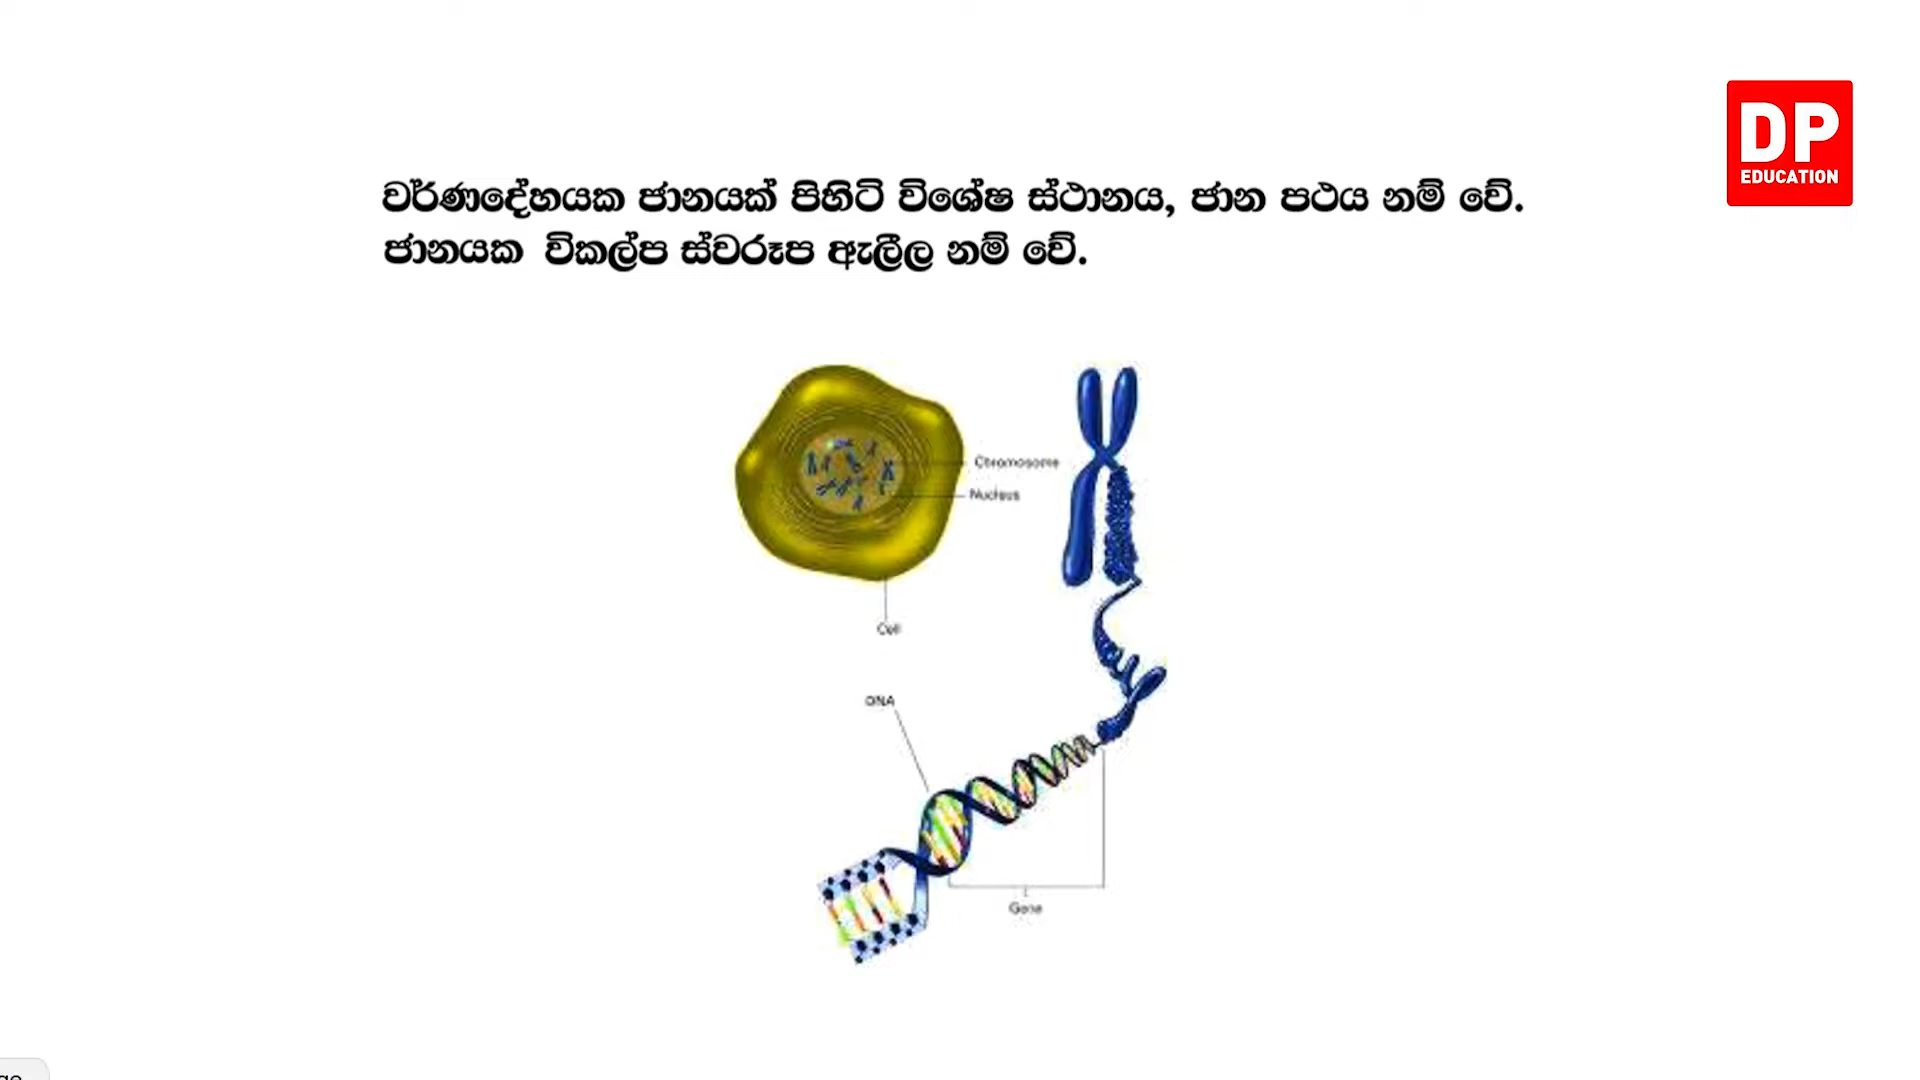 DP
EDUCATION
වර්ණදේහයක ජානයක් පිහිටි විශේෂ ස්ථානය, ජාන පථය නම් වේ.
ජානයක විකල්ප ස්වරූප ඇලීල නම් වේ.
Chromosome
Nucleus
Cell
DNA
Gene